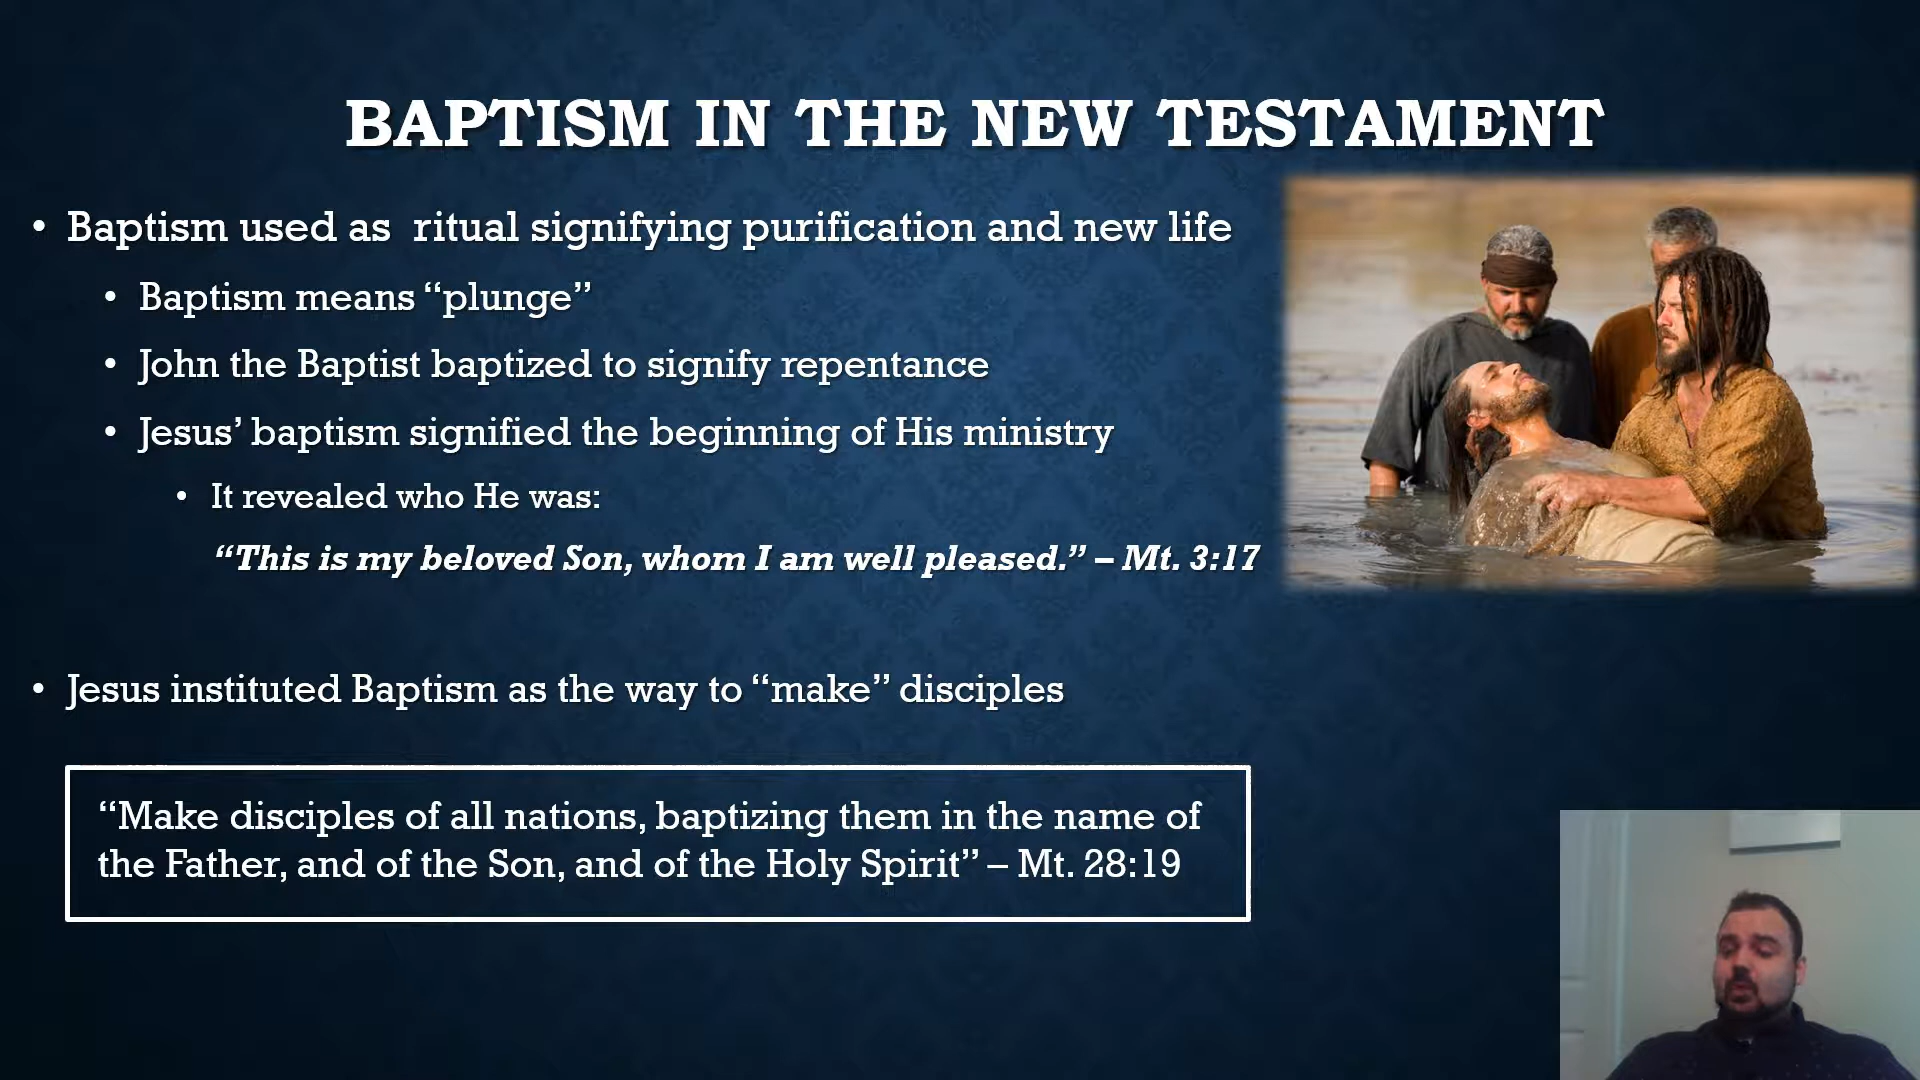 BAPTISM IN THE NEW TESTAMENT
• Baptism used as  ritual signifying purification and new life
• Baptism means “plunge”
• John the Baptist baptized to signify repentance
• Jesus’ baptism signified the beginning of His ministry
• It revealed who He was:
“This is my beloved Son, whom I am well pleased.” – Mt. 3:17
• Jesus instituted Baptism as the way to “make” disciples
“Make disciples of all nations, baptizing them in the name of
the Father, and of the Son, and of the Holy Spirit” – Mt. 28:19